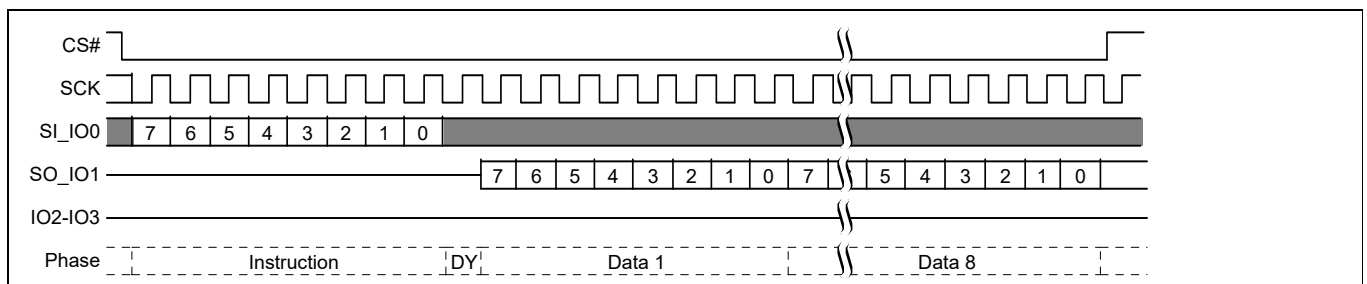 CS#
SCK
SI_IO0 7 6 5 4 3 2 1 0
SO_IO1 7 6 5 4 3 2 1 0 7 5 4 3 2 1 0
IO2-IO3
Phase Instruction DY Data 1 Data 8